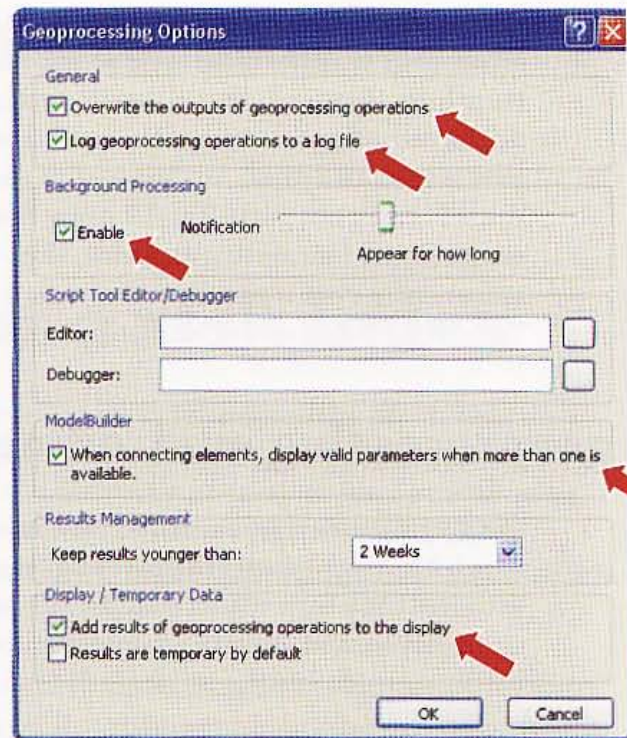 Geoprocessing Options
General
Overwrite the outputs of geoprocessing operations
Log geoprocessing operations to a log file
Background Processing
Enable
Notification
Appear for how long
Script Tool Editor/Debugger
Editor:
Debugger:
ModelBuilder
When connecting elements, display valid parameters when more than one is
available.
Results Management
Keep results younger than:
2 Weeks
Display / Temporary Data
Add results of geoprocessing operations to the display
Results are temporary by default
OK
Cancel